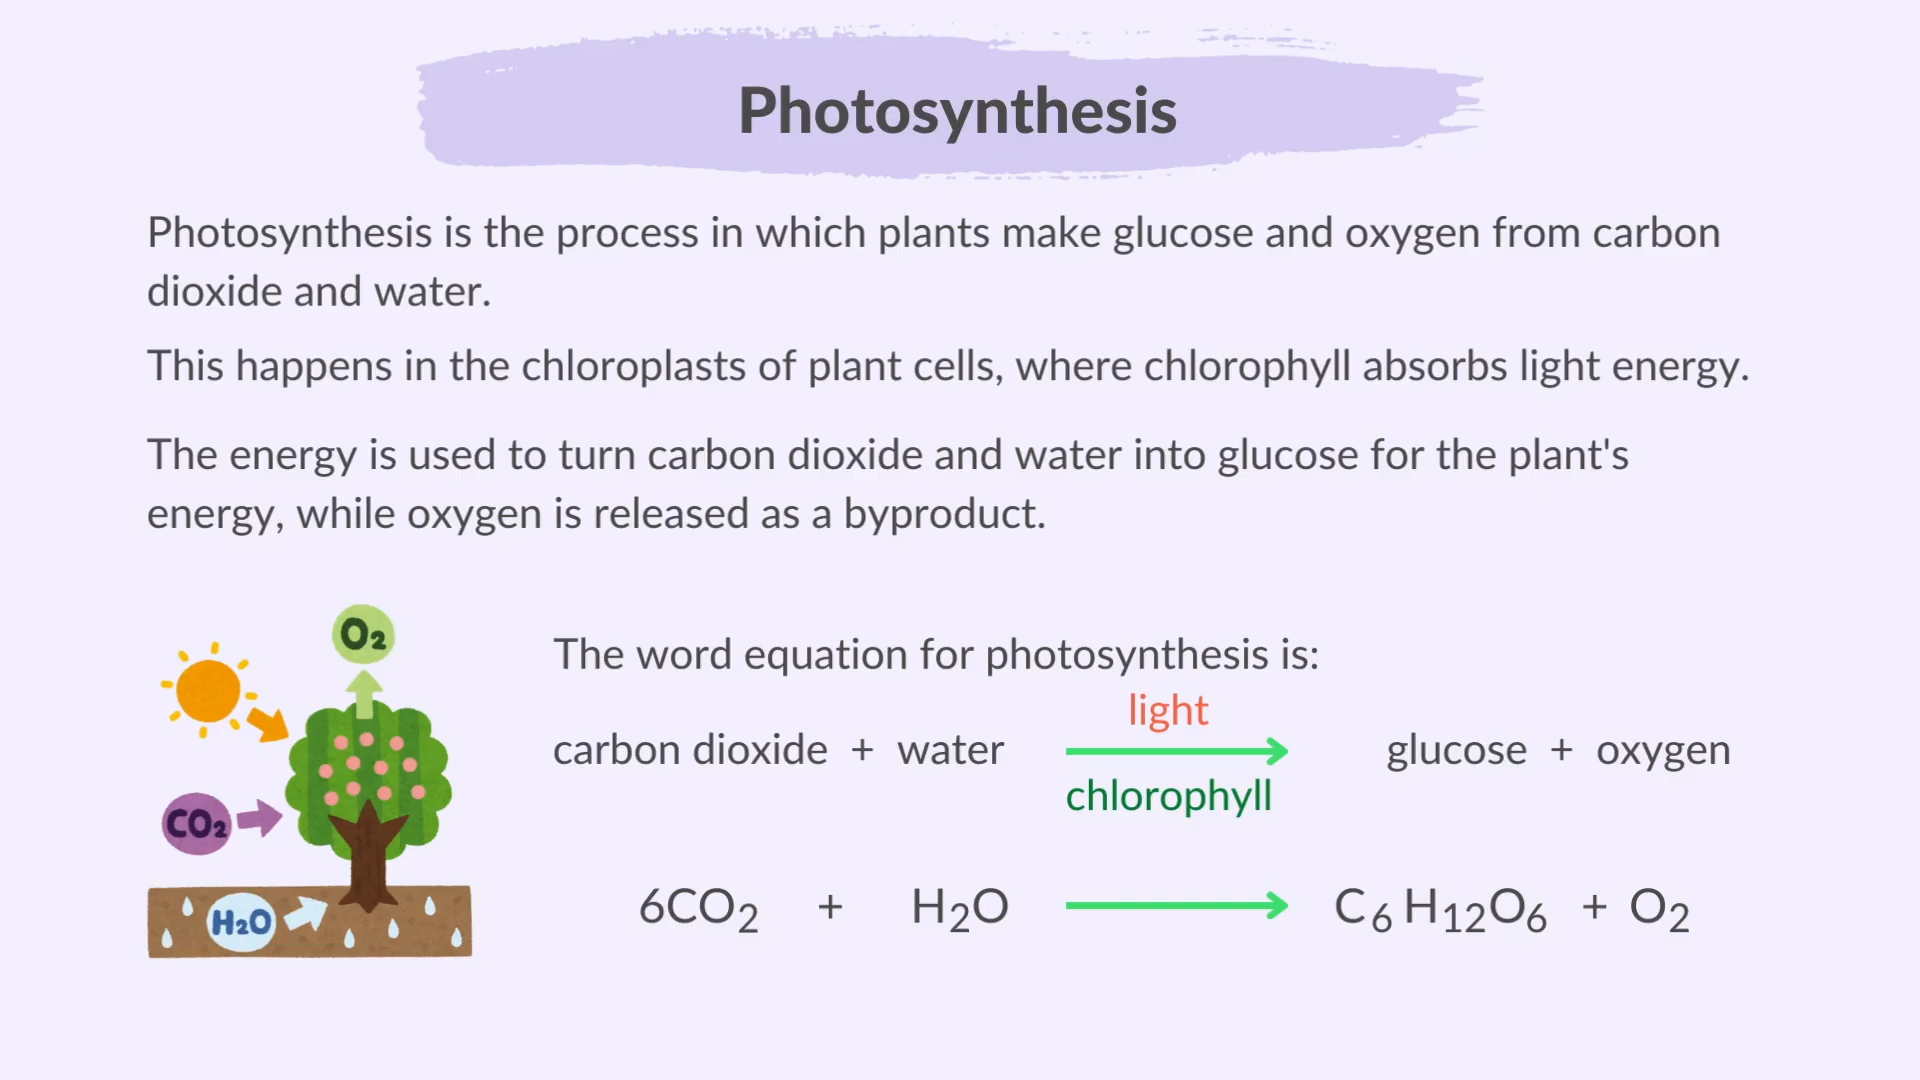 Photosynthesis
Photosynthesis is the process in which plants make glucose and oxygen from carbon
dioxide and water.
This happens in the chloroplasts of plant cells, where chlorophyll absorbs light energy.
The energy is used to turn carbon dioxide and water into glucose for the plant's
energy, while oxygen is released as a byproduct.
O₂
CO₂
H₂O
The word equation for photosynthesis is:
light
carbon dioxide + water glucose + oxygen
chlorophyll
6CO₂ + H₂O C₆H₁₂O₆ + O₂